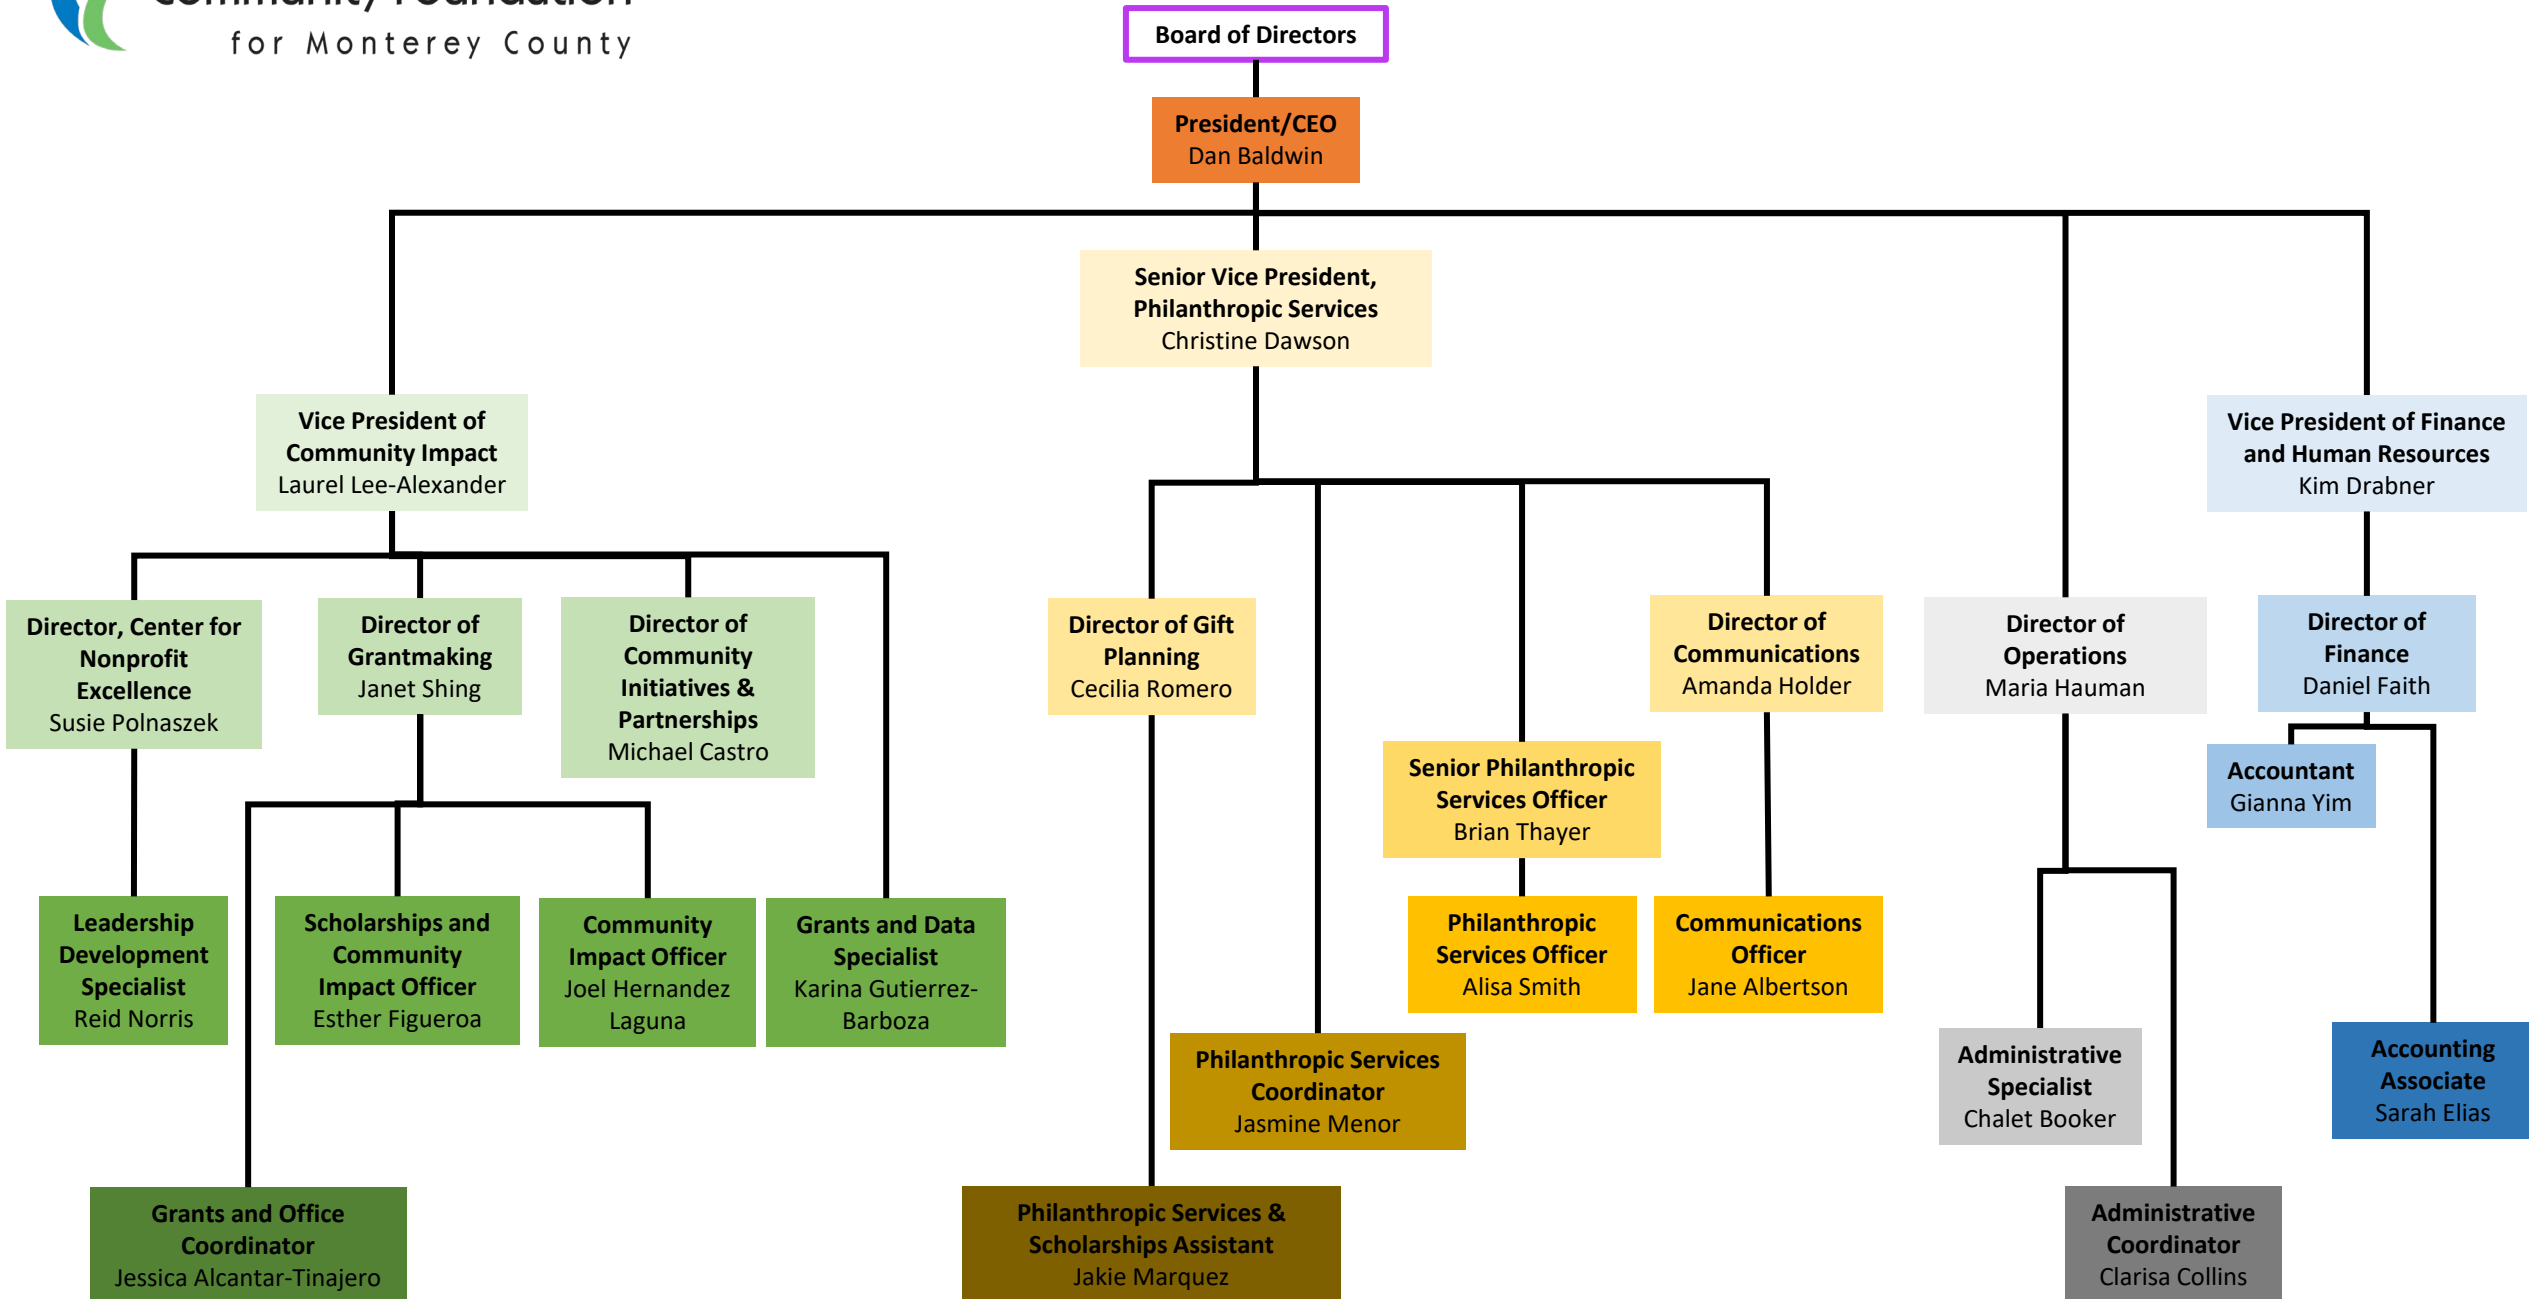 Community Foundation
for Monterey County
Board of Directors
President/CEO
Dan Baldwin
Senior Vice President,
Philanthropic Services
Christine Dawson
Vice President of
Community Impact
Laurel Lee-Alexander
Vice President of Finance
and Human Resources
Kim Drabner
Director, Center for
Nonprofit
Excellence
Susie Polnaszek
Director of
Grantmaking
Janet Shing
Director of
Community
Initiatives &
Partnerships
Michael Castro
Director of Gift
Planning
Cecilia Romero
Director of
Communications
Amanda Holder
Director of
Operations
Maria Hauman
Director of
Finance
Daniel Faith
Senior Philanthropic
Services Officer
Brian Thayer
Accountant
Gianna Yim
Leadership
Development
Specialist
Reid Norris
Scholarships and
Community
Impact Officer
Esther Figueroa
Community
Impact Officer
Joel Hernandez
Laguna
Grants and Data
Specialist
Karina Gutierrez-
Barboza
Philanthropic
Services Officer
Alisa Smith
Communications
Officer
Jane Albertson
Philanthropic Services
Coordinator
Jasmine Menor
Administrative
Specialist
Chalet Booker
Accounting
Associate
Sarah Elias
Grants and Office
Coordinator
Jessica Alcantar-Tinajero
Philanthropic Services &
Scholarships Assistant
Jakie Marquez
Administrative
Coordinator
Clarisa Collins